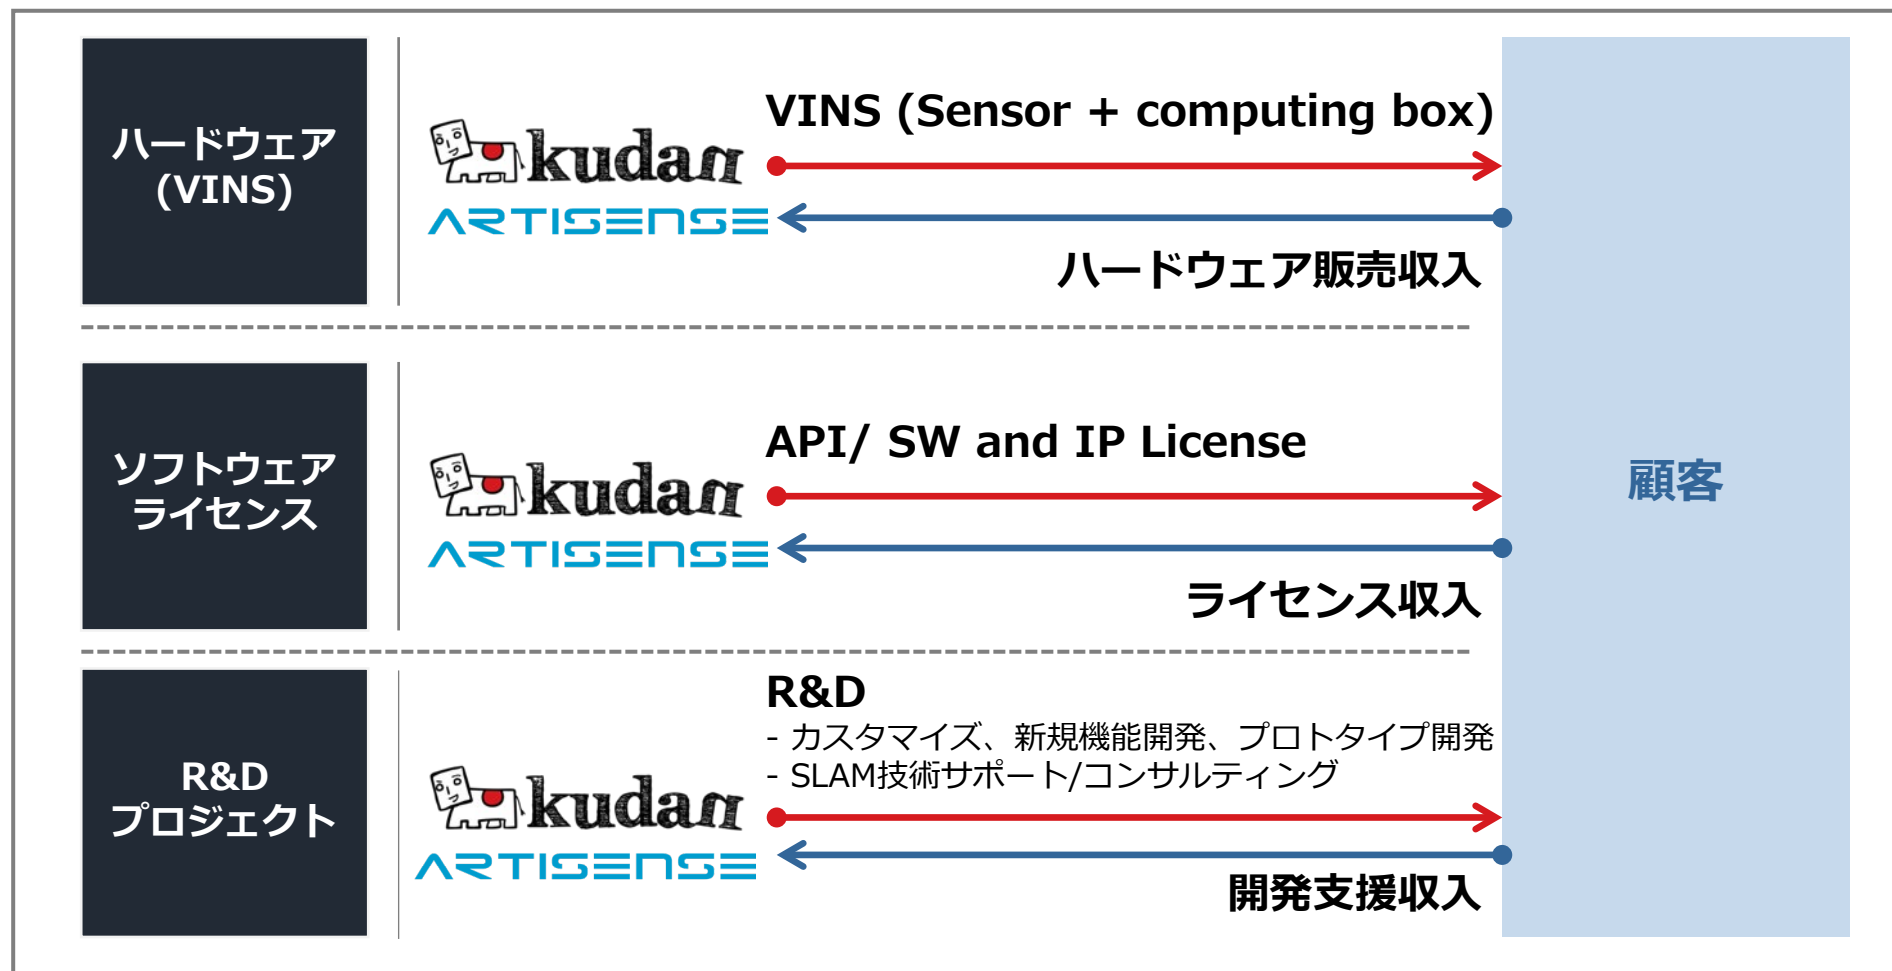 ハードウェア
(VINS)
kudan
ARTISENSE
VINS (Sensor + computing box)
ハードウェア販売収入
ソフトウェア
ライセンス
kudan
ARTISENSE
API/ SW and IP License
ライセンス収入
顧客
R&D
プロジェクト
kudan
ARTISENSE
R&D
- カスタマイズ、新規機能開発、プロトタイプ開発
- SLAM技術サポート/コンサルティング
開発支援収入